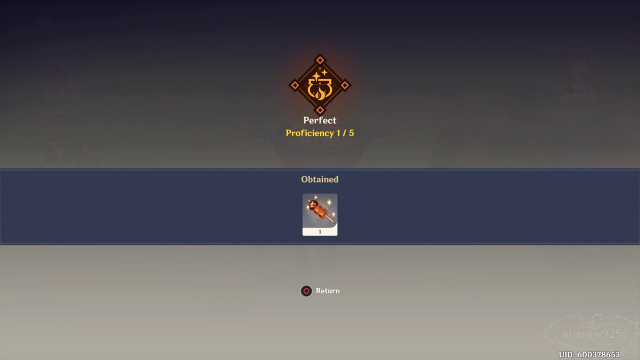 Perfect
Proficiency 1 / 5
Obtained
1
Return
UID: 600378653